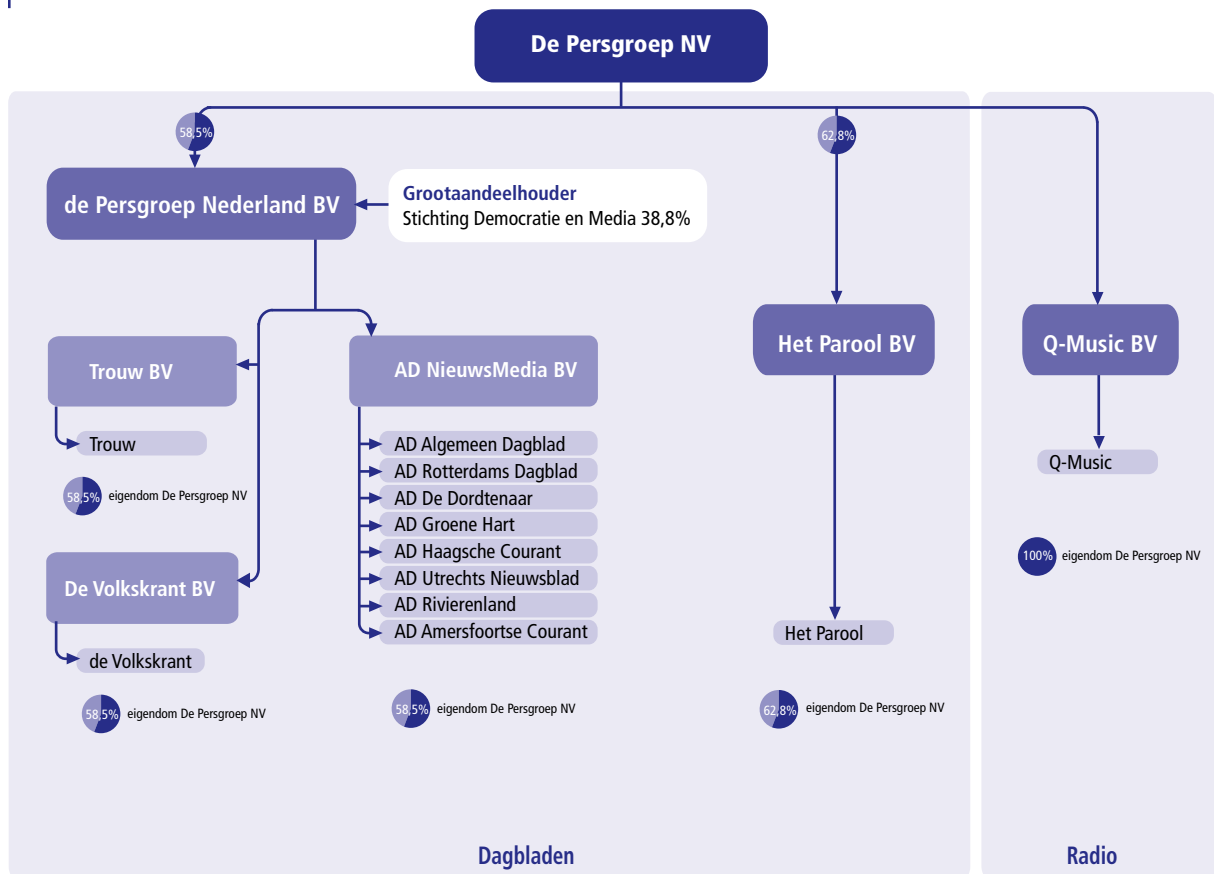 De Persgroep NV
58,5%
62,8%
de Persgroep Nederland BV
Grootaandeelhouder
Stichting Democratie en Media 38,8%
Trouw BV
AD NieuwsMedia BV
Het Parool BV
Q-Music BV
Trouw
58,5% eigendom De Persgroep NV
De Volkskrant BV
de Volkskrant
58,5% eigendom De Persgroep NV
AD Algemeen Dagblad
AD Rotterdams Dagblad
AD De Dordtenaar
AD Groene Hart
AD Haagsche Courant
AD Utrechts Nieuwsblad
AD Rivierenland
AD Amersfoortse Courant
58,5% eigendom De Persgroep NV
Het Parool
62,8% eigendom De Persgroep NV
Q-Music
100% eigendom De Persgroep NV
Dagbladen
Radio